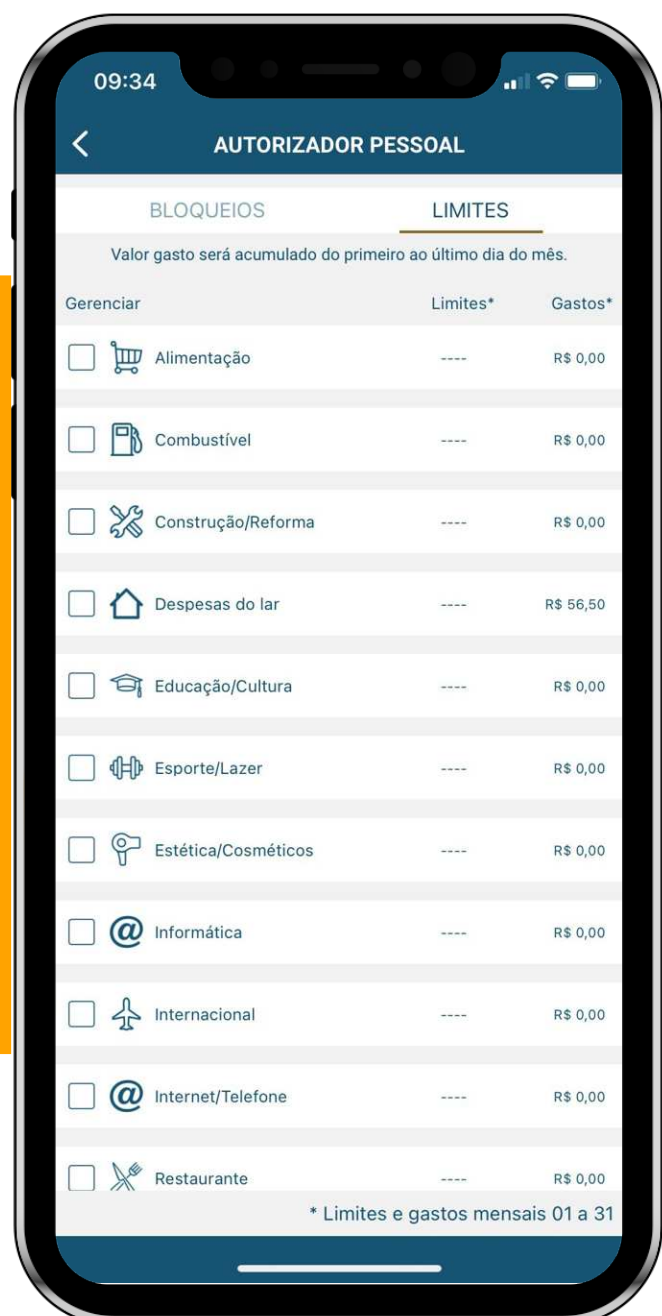 09:34
AUTORIZADOR PESSOAL
BLOQUEIOS LIMITES
Valor gasto será acumulado do primeiro ao último dia do mês.
Gerenciar Limites* Gastos*
Alimentação ---- R$ 0,00
Combustível ---- R$ 0,00
Construção/Reforma ---- R$ 0,00
Despesas do lar ---- R$ 56,50
Educação/Cultura ---- R$ 0,00
Esporte/Lazer ---- R$ 0,00
Estética/Cosméticos ---- R$ 0,00
@ Informática ---- R$ 0,00
Internacional ---- R$ 0,00
@ Internet/Telefone ---- R$ 0,00
Restaurante ---- R$ 0,00
* Limites e gastos mensais 01 a 31